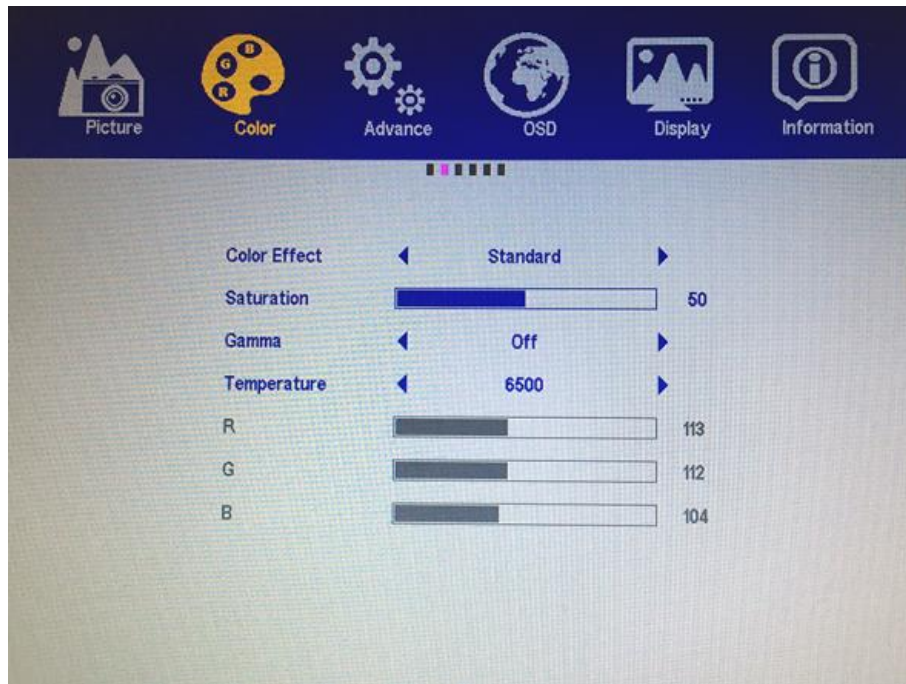 B
G
R
Picture Color Advance OSD Display Information
Color Effect Standard
Saturation 50
Gamma Off
Temperature 6500
R 113
G 112
B 104